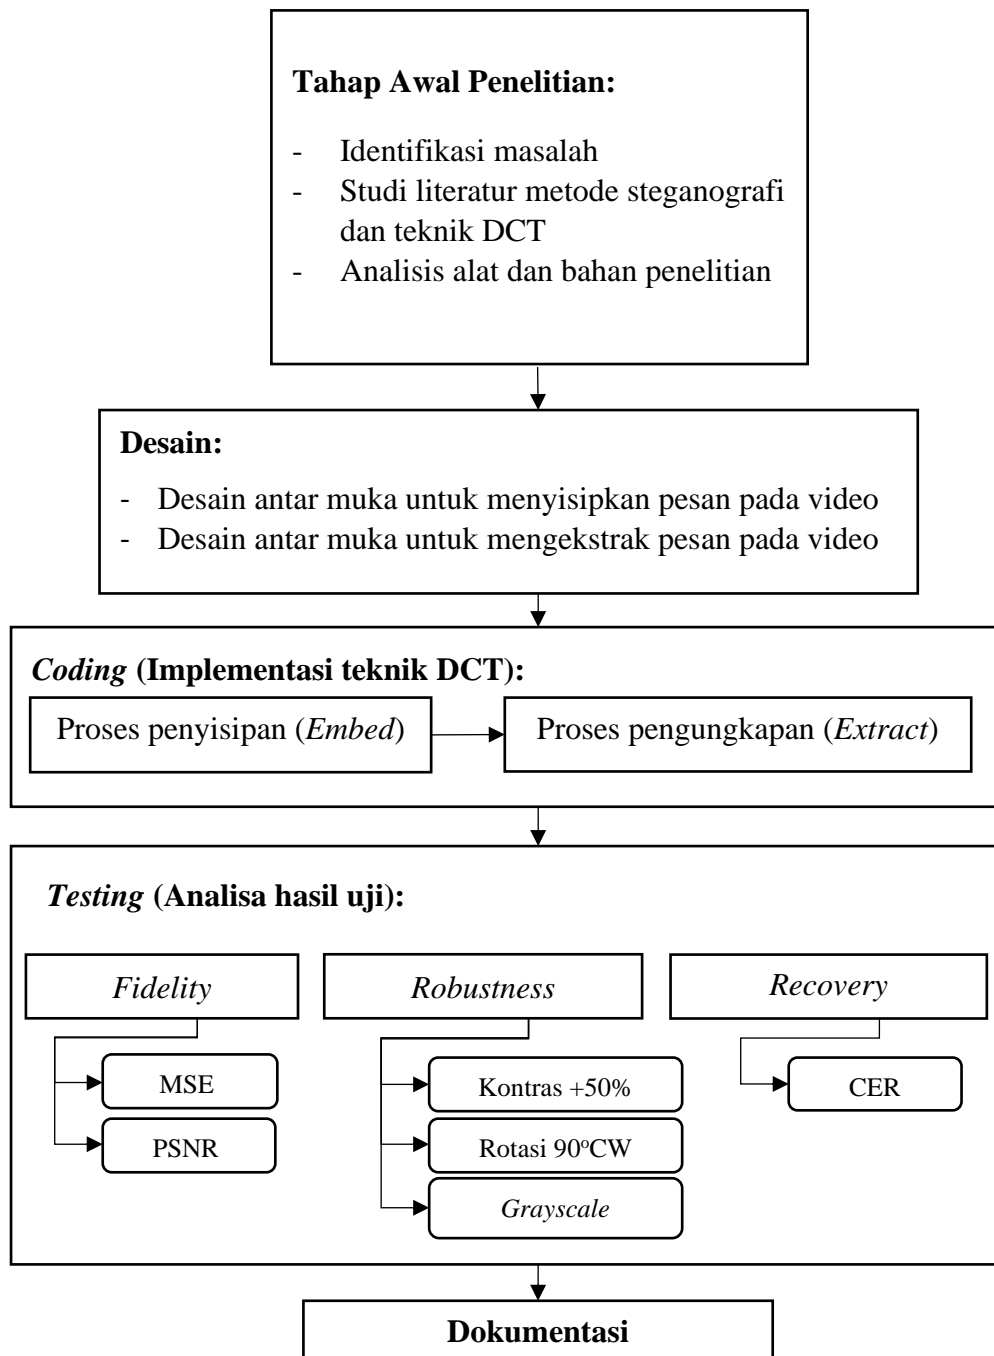 Tahap Awal Penelitian:
- Identifikasi masalah
- Studi literatur metode steganografi
dan teknik DCT
- Analisis alat dan bahan penelitian
Desain:
- Desain antar muka untuk menyisipkan pesan pada video
- Desain antar muka untuk mengekstrak pesan pada video
Coding (Implementasi teknik DCT):
Proses penyisipan (Embed)
Proses pengungkapan (Extract)
Testing (Analisa hasil uji):
Fidelity
MSE
PSNR
Robustness
Kontras +50%
Rotasi 90°CW
Grayscale
Recovery
CER
Dokumentasi